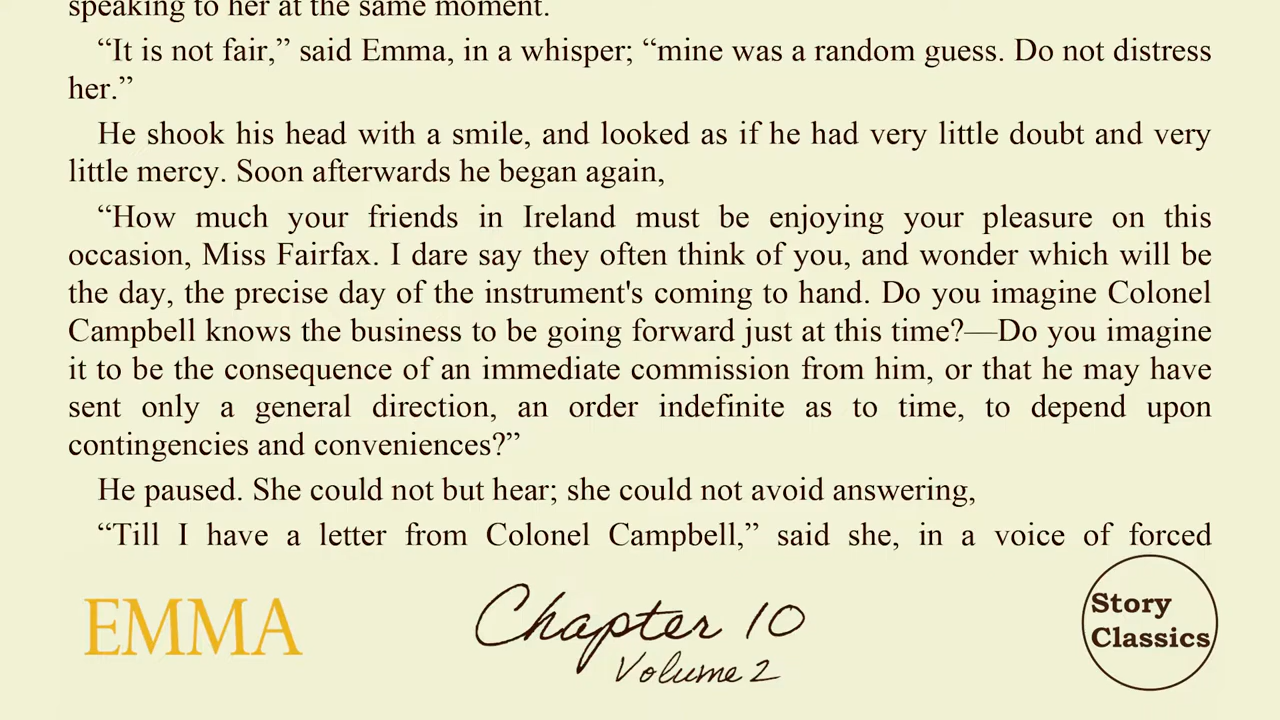 speaking to her at the same moment.
“It is not fair,” said Emma, in a whisper; “mine was a random guess. Do not distress
her.”
He shook his head with a smile, and looked as if he had very little doubt and very
little mercy. Soon afterwards he began again,
“How much your friends in Ireland must be enjoying your pleasure on this
occasion, Miss Fairfax. I dare say they often think of you, and wonder which will be
the day, the precise day of the instrument's coming to hand. Do you imagine Colonel
Campbell knows the business to be going forward just at this time?—Do you imagine
it to be the consequence of an immediate commission from him, or that he may have
sent only a general direction, an order indefinite as to time, to depend upon
contingencies and conveniences?”
He paused. She could not but hear; she could not avoid answering,
“Till I have a letter from Colonel Campbell,” said she, in a voice of forced
EMMA
Chapter 10
Volume 2
Story
Classics